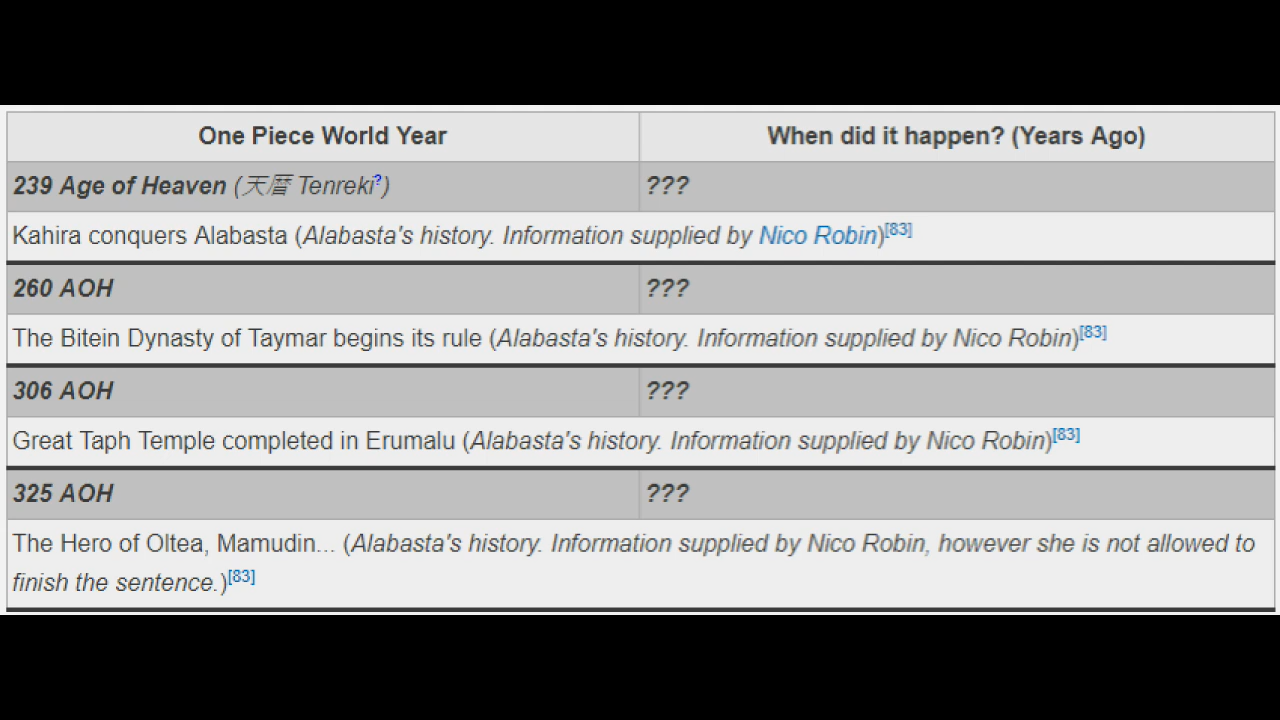 One Piece World Year When did it happen? (Years Ago)
239 Age of Heaven (天暦 Tenreki?) ???
Kahira conquers Alabasta (Alabasta's history. Information supplied by Nico Robin)[83]
260 AOH ???
The Bitein Dynasty of Taymar begins its rule (Alabasta's history. Information supplied by Nico Robin)[83]
306 AOH ???
Great Taph Temple completed in Erumalu (Alabasta's history. Information supplied by Nico Robin)[83]
325 AOH ???
The Hero of Oltea, Mamudin... (Alabasta's history. Information supplied by Nico Robin, however she is not allowed to
finish the sentence.)[83]